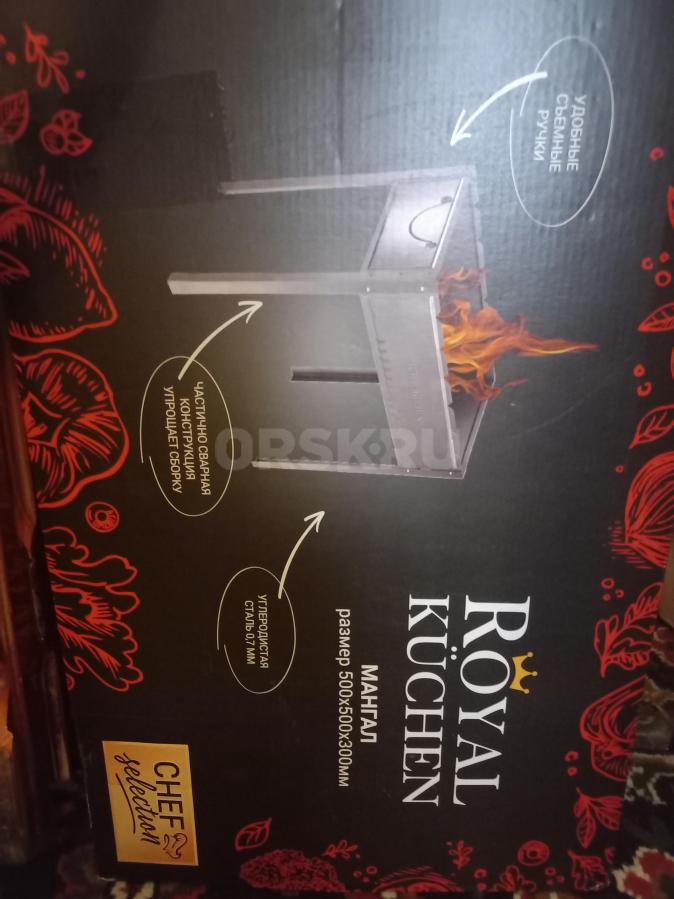 УДОБНЫЕ
СЪЕМНЫЕ
РУЧКИ
ROYAL
KÜCHEN
МАНГАЛ
размер 500х500х300мм
ЧАСТИЧНО СВАРНАЯ
КОНСТРУКЦИЯ
УПРОЩАЕТ СБОРКУ
УГЛЕРОДИСТАЯ
СТАЛЬ 0,7 ММ
CHEF
selection
ORSK.RU